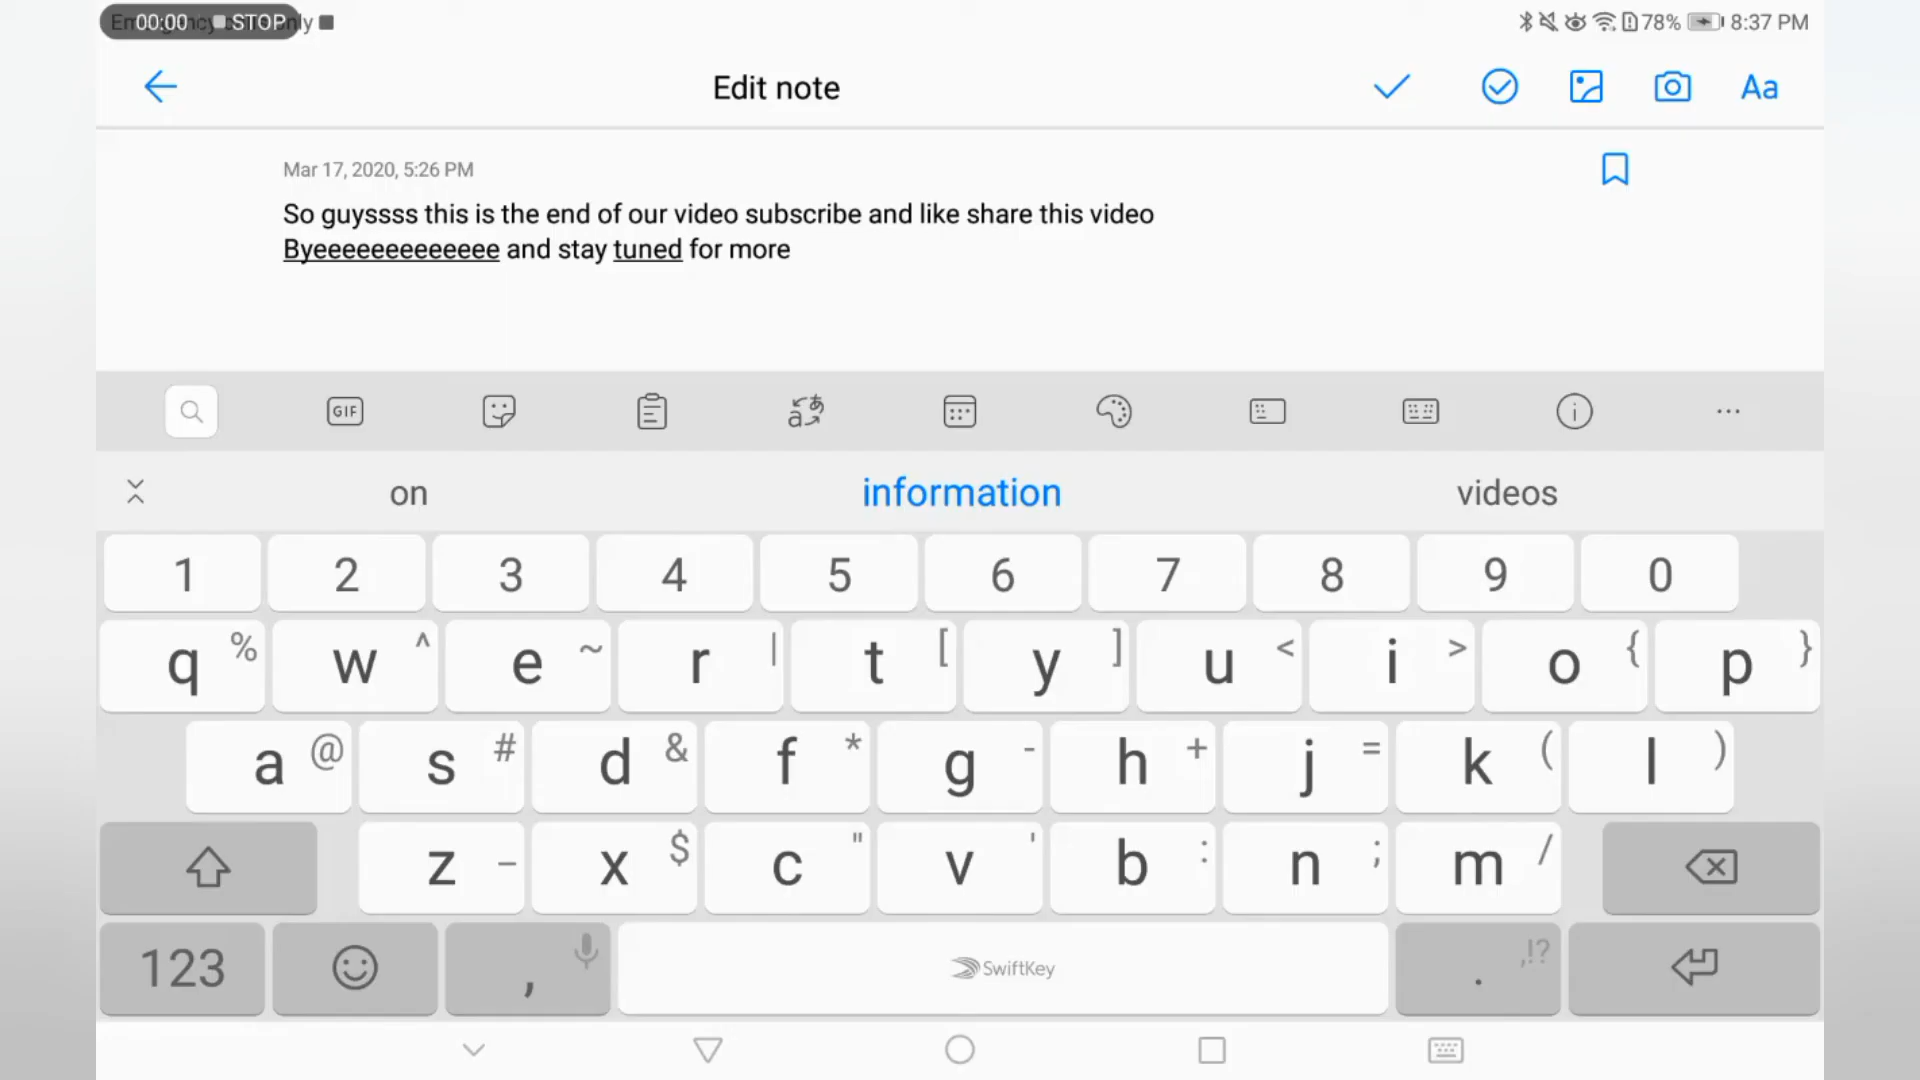 00:00 STOP
78% 8:37 PM
Edit note
Aa
Mar 17, 2020, 5:26 PM
So guyssss this is the end of our video subscribe and like share this video
Byeeeeeeeeeeeee and stay tuned for more
GIF
on information videos
1 2 3 4 5 6 7 8 9 0
q % w ^ e ~ r | t [ y ] u < i > o { p }
a @ s # d & f * g - h + j = k ( l )
z _ x $ c " v ' b : n ; m /
123 , SwiftKey . ,!?